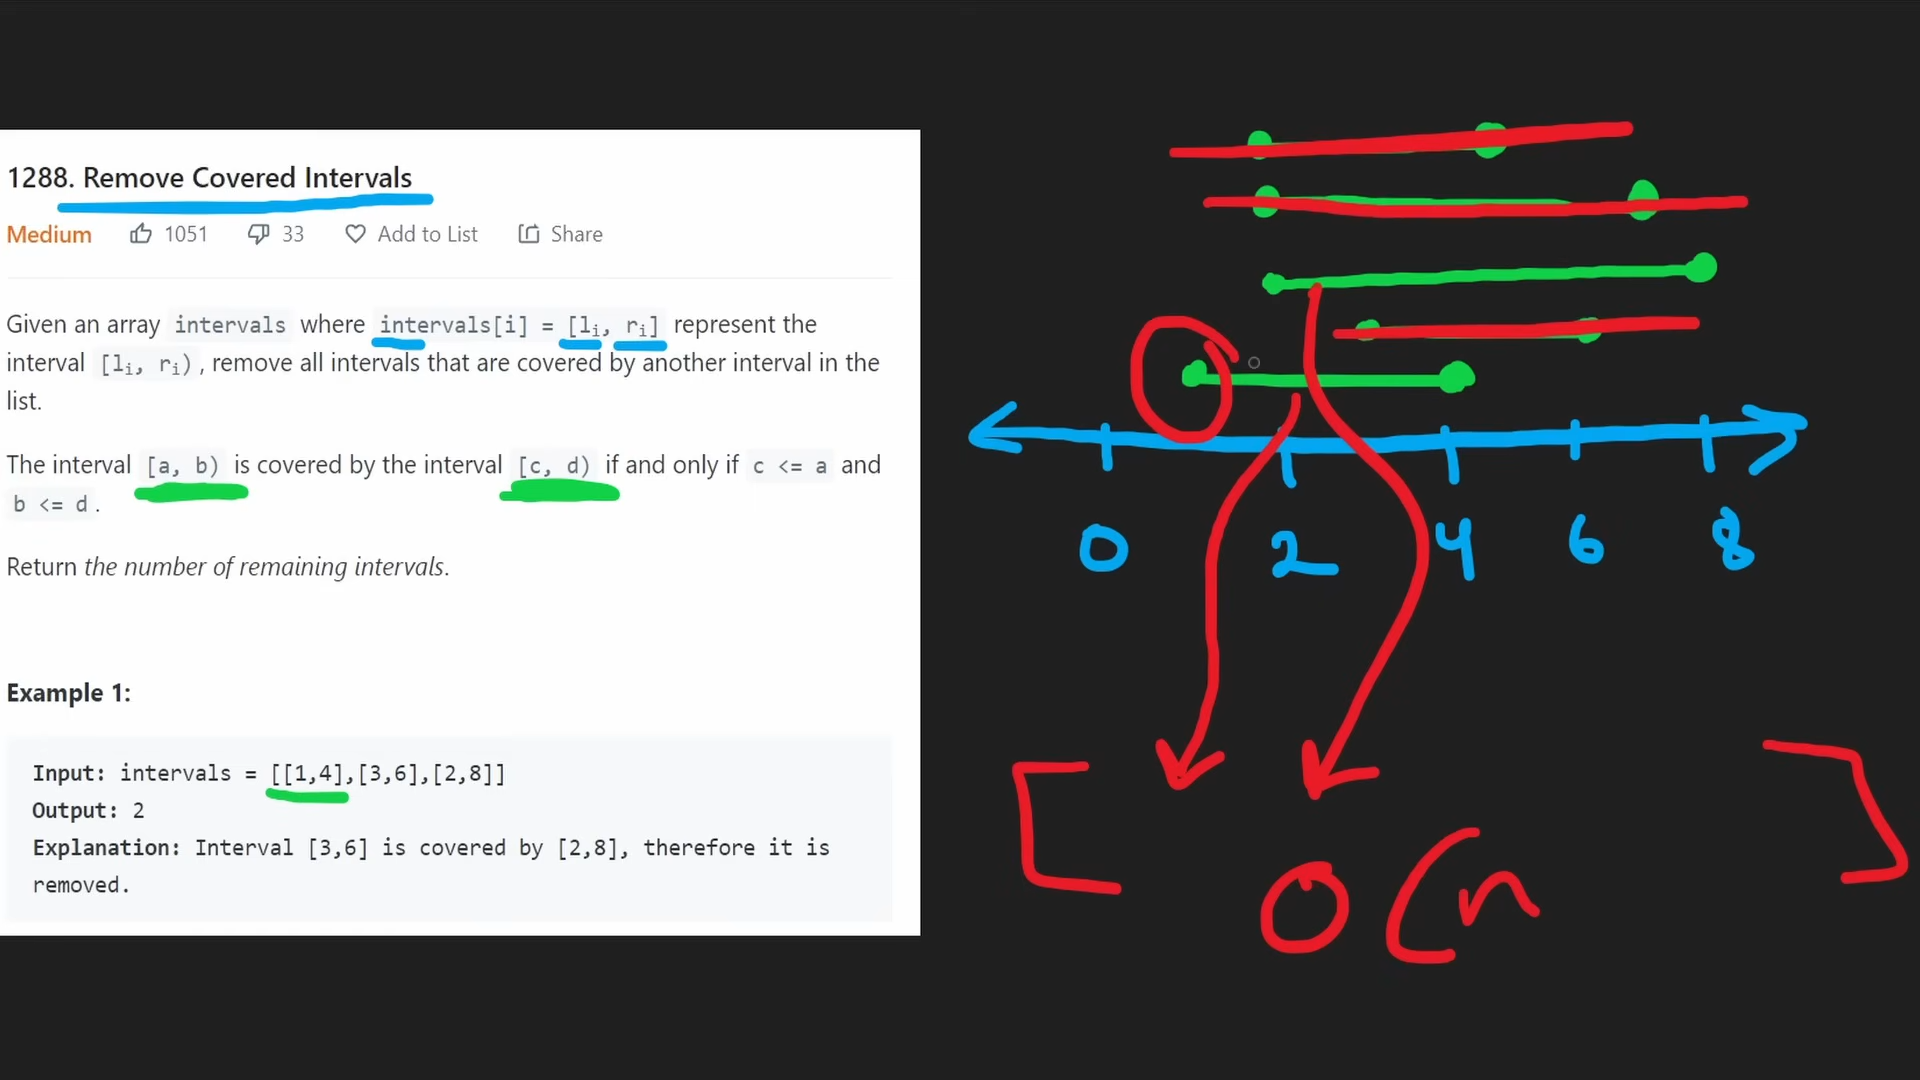 1288. Remove Covered Intervals
Medium 1051 33 Add to List Share
Given an array intervals where intervals[i] = [lᵢ, rᵢ] represent the
interval [lᵢ, rᵢ) , remove all intervals that are covered by another interval in the
list.
The interval [a, b) is covered by the interval [c, d) if and only if c <= a and
b <= d .
Return the number of remaining intervals.
Example 1:
Input: intervals = [[1,4],[3,6],[2,8]]
Output: 2
Explanation: Interval [3,6] is covered by [2,8], therefore it is
removed.
0 2 4 6 8
[ ]
O(n